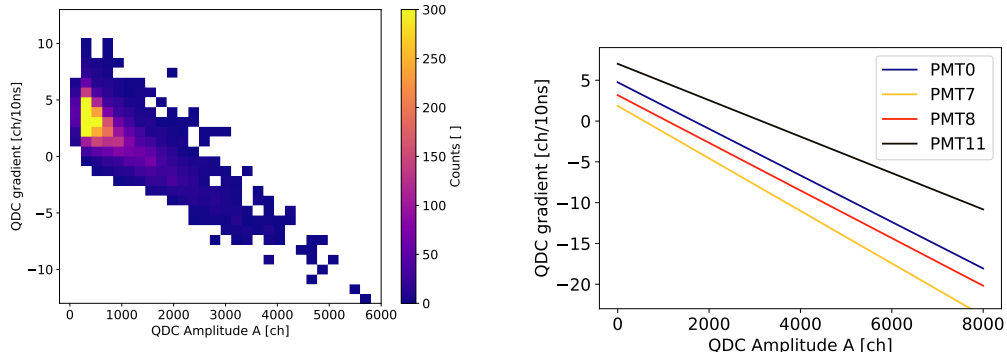 QDC gradient [ch/10ns]
10
5
0
−5
−10
0 1000 2000 3000 4000 5000 6000
QDC Amplitude A [ch]
300
250
200
150
100
50
0
Counts [ ]
QDC gradient [ch/10ns]
5
0
−5
−10
−15
−20
0 2000 4000 6000 8000
QDC Amplitude A [ch]
PMT0
PMT7
PMT8
PMT11